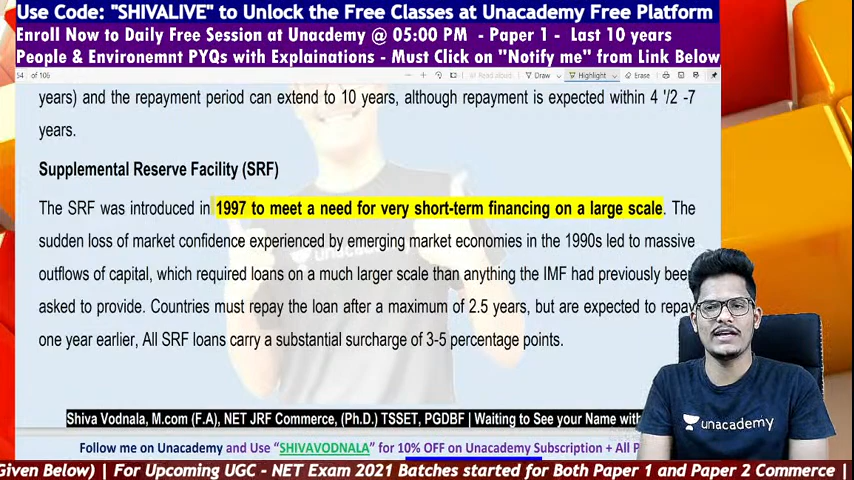 Use Code: "SHIVALIVE" to Unlock the Free Classes at Unacademy Free Platform
Enroll Now to Daily Free Session at Unacdemy @ 05:00 PM - Paper 1 - Last 10 years
People & Environemnt PYQs with Explainations - Must Click on "Notify me" from Link Below
54 of 106
Read aloud
Draw
Highlight
Erase
years) and the repayment period can extend to 10 years, although repayment is expected within 4 '/2 -7
years.
Supplemental Reserve Facility (SRF)
The SRF was introduced in 1997 to meet a need for very short-term financing on a large scale. The
sudden loss of market confidence experienced by emerging market economies in the 1990s led to massive
outflows of capital, which required loans on a much larger scale than anything the IMF had previously been
asked to provide. Countries must repay the loan after a maximum of 2.5 years, but are expected to repay
one year earlier, All SRF loans carry a substantial surcharge of 3-5 percentage points.
unacademy
Shiva Vodnala, M.com (F.A), NET JRF Commerce, (Ph.D.) TSSET, PGDBF | Waiting to See your Name with
Follow me on Unacademy and Use "SHIVAVODNALA" for 10% OFF on Unacademy Subscription + All P
Given Below) | For Upcoming UGC - NET Exam 2021 Batches started for Both Paper 1 and Paper 2 Commerce |